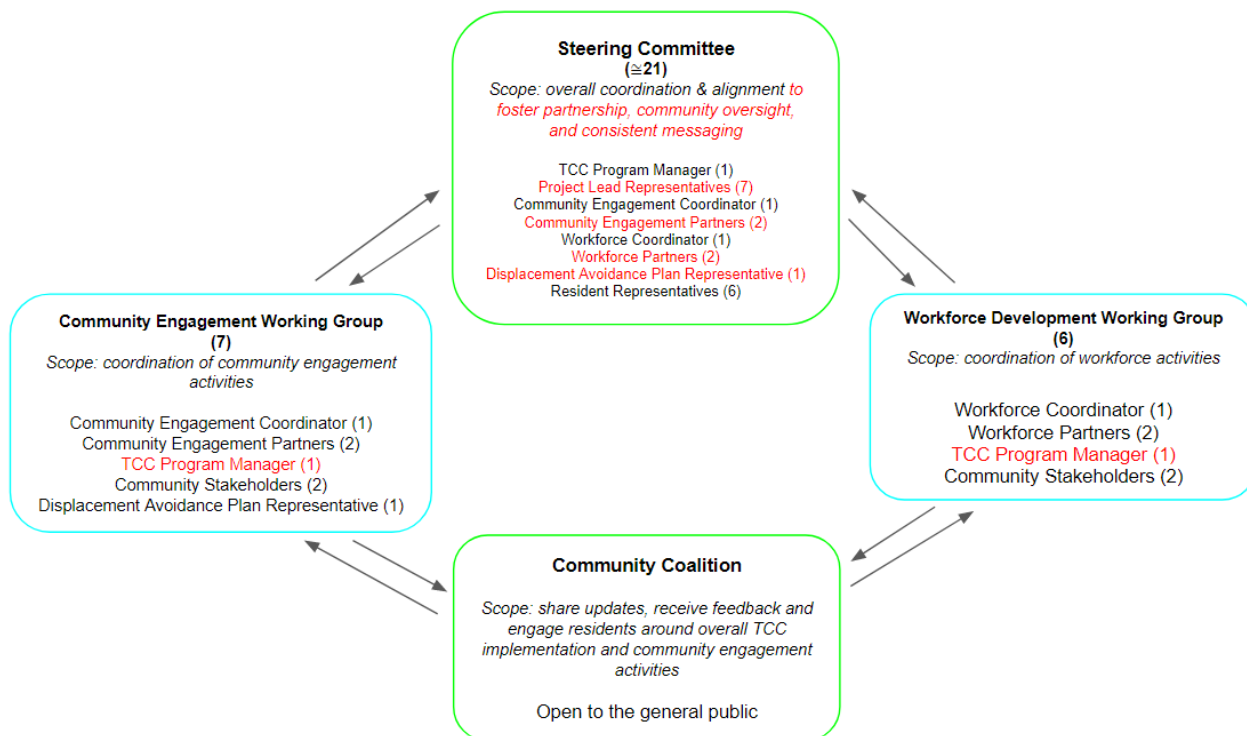 Steering Committee
(≅21)
Scope: overall coordination & alignment to
foster partnership, community oversight,
and consistent messaging
TCC Program Manager (1)
Project Lead Representatives (7)
Community Engagement Coordinator (1)
Community Engagement Partners (2)
Workforce Coordinator (1)
Workforce Partners (2)
Displacement Avoidance Plan Representative (1)
Resident Representatives (6)
Community Engagement Working Group
(7)
Scope: coordination of community engagement
activities
Community Engagement Coordinator (1)
Community Engagement Partners (2)
TCC Program Manager (1)
Community Stakeholders (2)
Displacement Avoidance Plan Representative (1)
Workforce Development Working Group
(6)
Scope: coordination of workforce activities
Workforce Coordinator (1)
Workforce Partners (2)
TCC Program Manager (1)
Community Stakeholders (2)
Community Coalition
Scope: share updates, receive feedback and
engage residents around overall TCC
implementation and community engagement
activities
Open to the general public